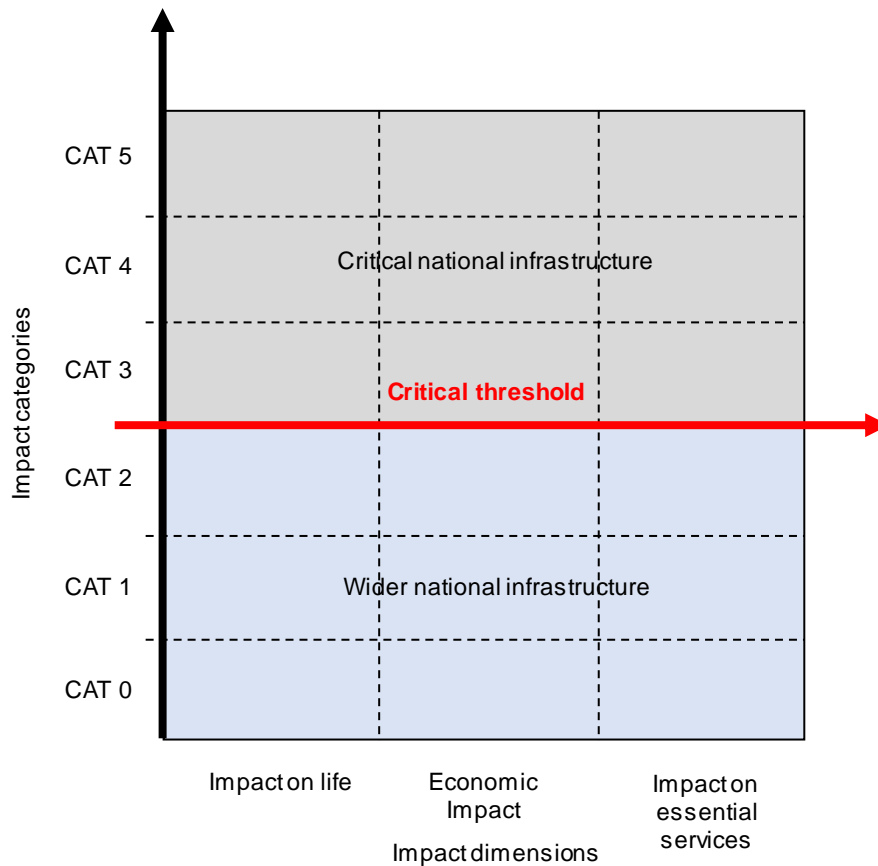 CAT 5
CAT 4
Critical national infrastructure
CAT 3
Critical threshold
CAT 2
CAT 1
Wider national infrastructure
CAT 0
Impact categories
Impact on life
Economic
Impact
Impact on
essential
services
Impact dimensions